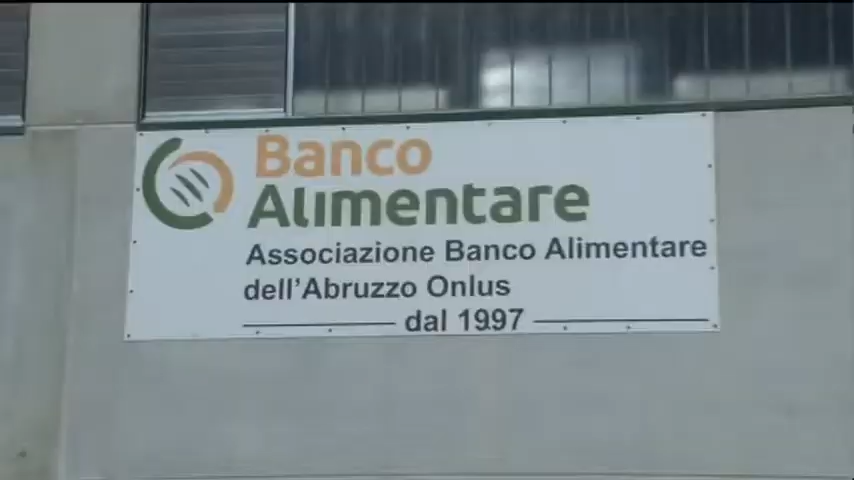 Banco
Alimentare
Associazione Banco Alimentare
dell'Abruzzo Onlus
dal 1997